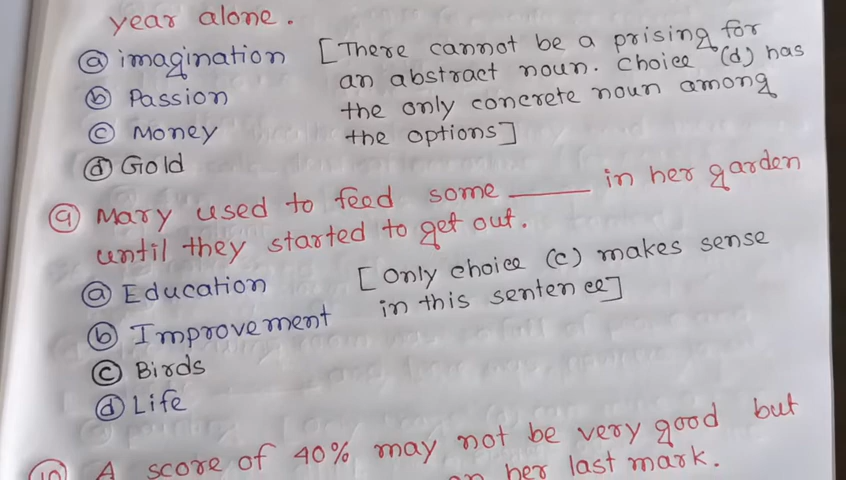 year alone.
ⓐ imagination [There cannot be a prising for
ⓑ Passion an abstract noun. Choice (d) has
ⓒ Money the only concrete noun among
ⓓ Gold the options]
⑨ Mary used to feed some _____ in her garden
until they started to get out.
ⓐ Education [Only choice (c) makes sense
ⓑ Improvement in this sentence]
ⓒ Birds
ⓓ Life
⑩ A score of 40% may not be very good but
on her last mark.